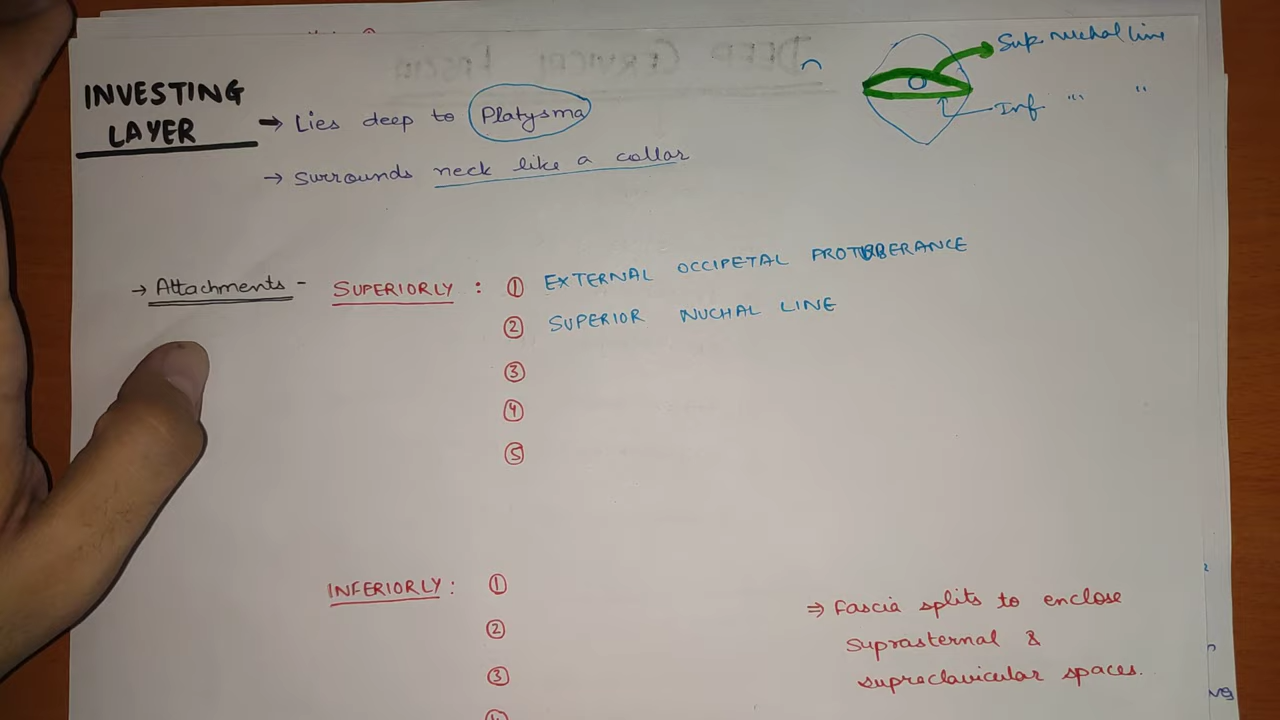 Sup nuchal line
Inf " "
INVESTING
LAYER
→ Lies deep to Platysma
→ Surrounds neck like a collar
→ Attachments - SUPERIORLY : ① EXTERNAL OCCIPETAL PROTUBERANCE
② SUPERIOR NUCHAL LINE
③
④
⑤
INFERIORLY : ①
②
③
④
⇒ Fascia splits to enclose
suprasternal &
supraclavicular spaces.